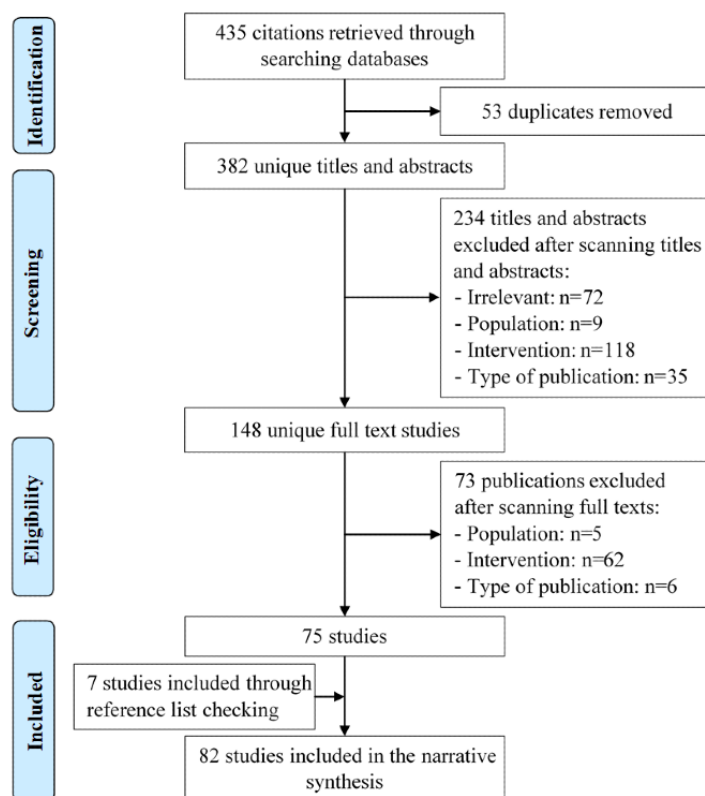 Identification
435 citations retrieved through
searching databases
53 duplicates removed
382 unique titles and abstracts
Screening
234 titles and abstracts
excluded after scanning titles
and abstracts:
- Irrelevant: n=72
- Population: n=9
- Intervention: n=118
- Type of publication: n=35
148 unique full text studies
Eligibility
73 publications excluded
after scanning full texts:
- Population: n=5
- Intervention: n=62
- Type of publication: n=6
Included
75 studies
7 studies included through
reference list checking
82 studies included in the narrative
synthesis